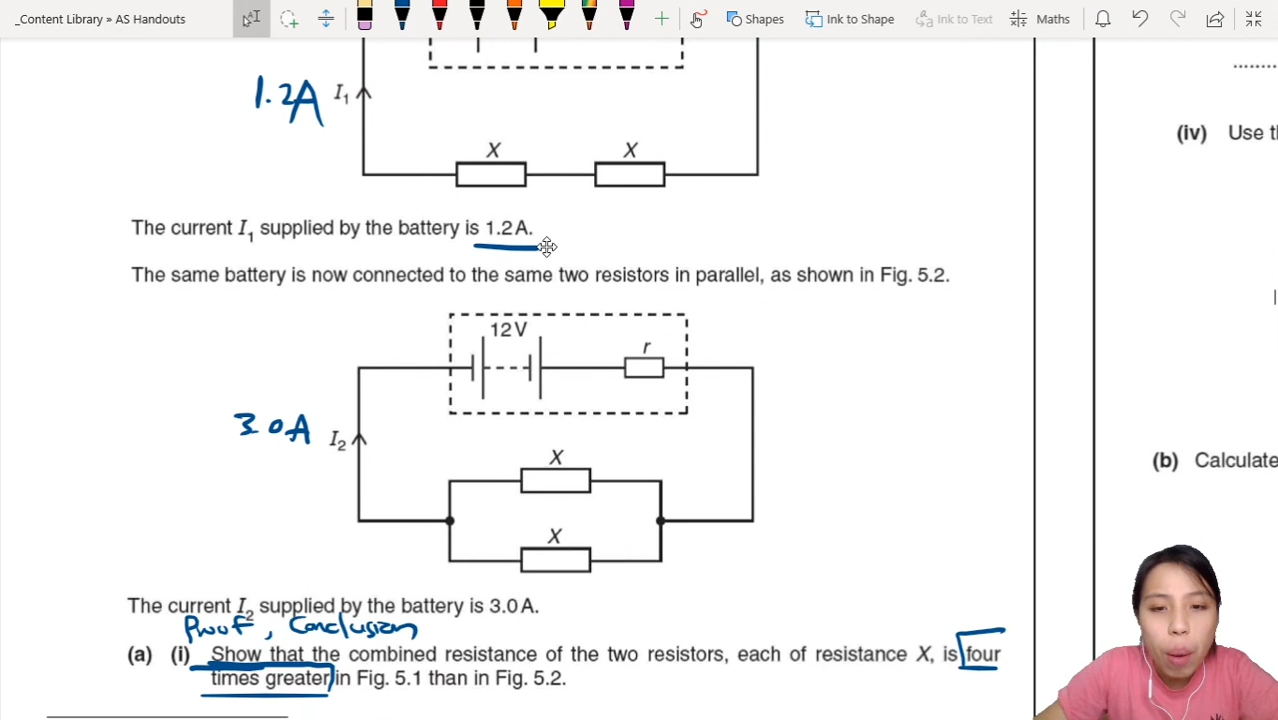 _Content Library » AS Handouts
Shapes
Ink to Shape
Ink to Text
Maths
1.2A I1
X X
The current I1 supplied by the battery is 1.2A.
The same battery is now connected to the same two resistors in parallel, as shown in Fig. 5.2.
12V
r
3.0A I2
X
X
The current I2 supplied by the battery is 3.0A.
Proof, Conclusion
(a) (i) Show that the combined resistance of the two resistors, each of resistance X, is four
times greater in Fig. 5.1 than in Fig. 5.2.
(iv) Use
(b) Calculate